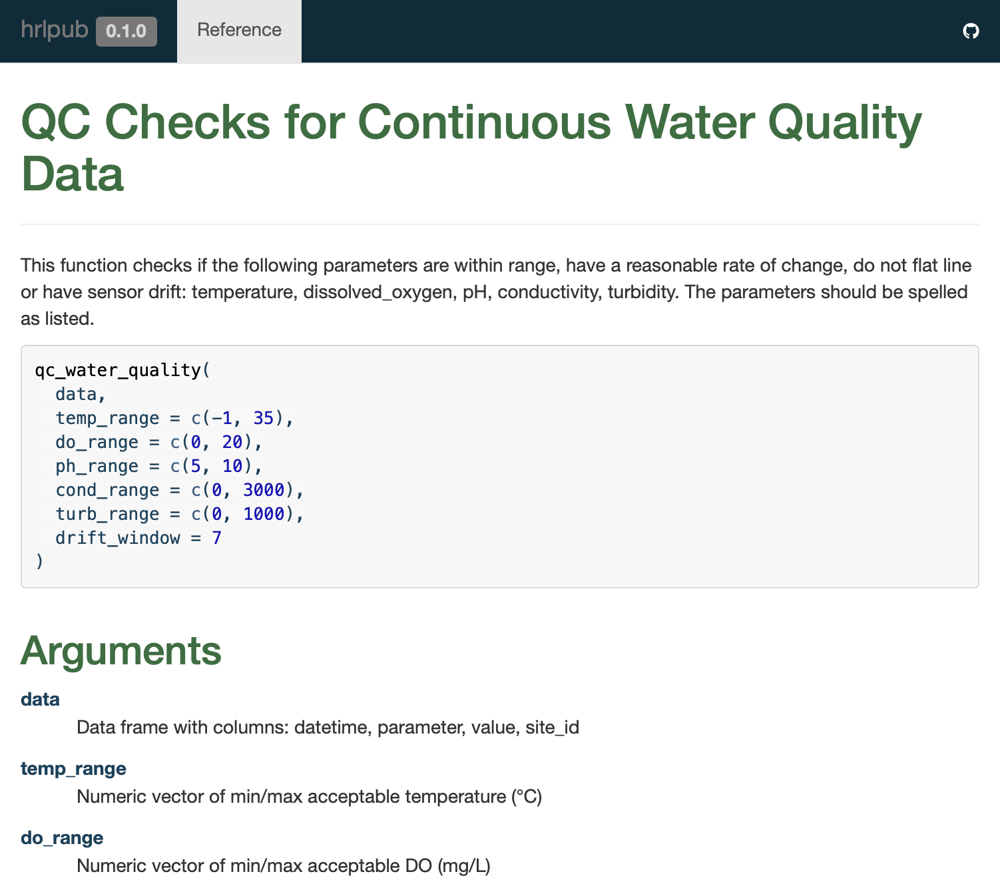 hrlpub 0.1.0 Reference
QC Checks for Continuous Water Quality
Data
This function checks if the following parameters are within range, have a reasonable rate of change, do not flat line
or have sensor drift: temperature, dissolved_oxygen, pH, conductivity, turbidity. The parameters should be spelled
as listed.
qc_water_quality(
  data,
  temp_range = c(-1, 35),
  do_range = c(0, 20),
  ph_range = c(5, 10),
  cond_range = c(0, 3000),
  turb_range = c(0, 1000),
  drift_window = 7
)
Arguments
data
Data frame with columns: datetime, parameter, value, site_id
temp_range
Numeric vector of min/max acceptable temperature (°C)
do_range
Numeric vector of min/max acceptable DO (mg/L)